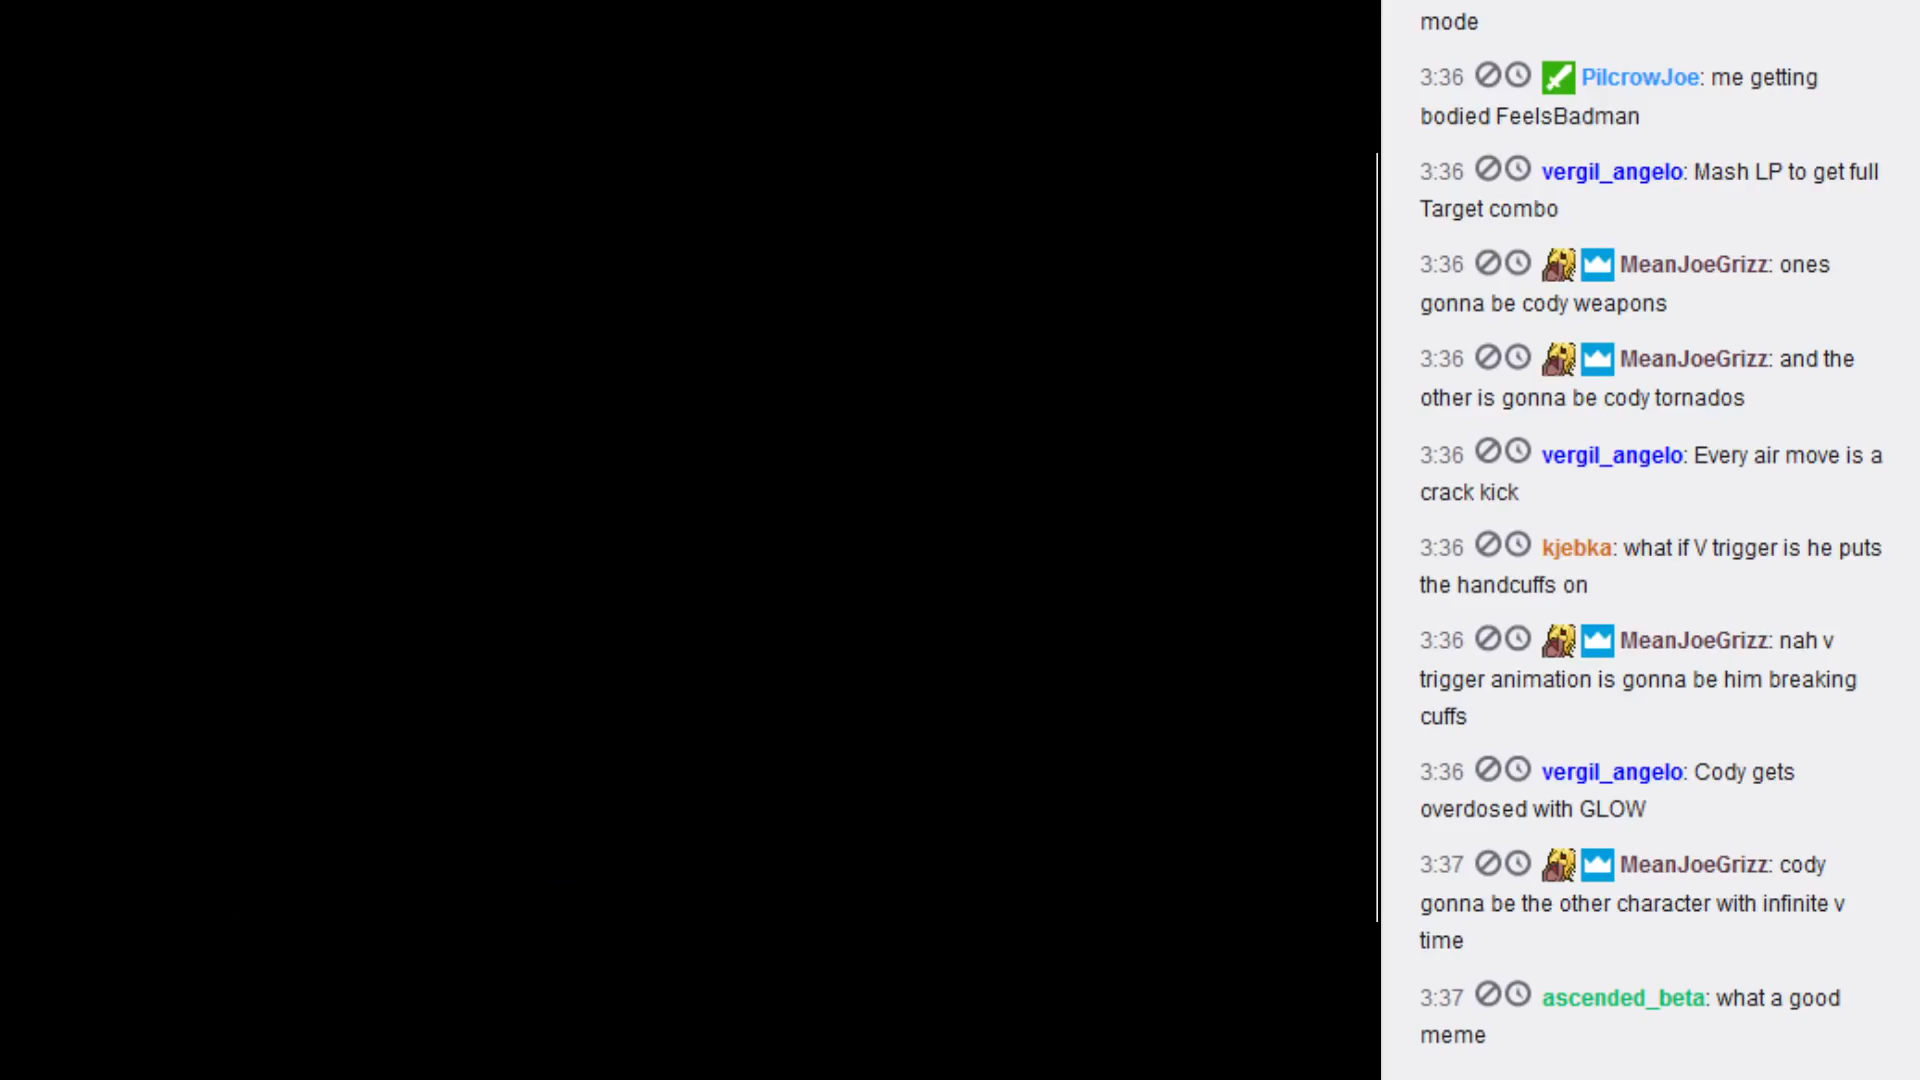 mode
3:36 PilcrowJoe: me getting
bodied FeelsBadman
3:36 vergil_angelo: Mash LP to get full
Target combo
3:36 MeanJoeGrizz: ones
gonna be cody weapons
3:36 MeanJoeGrizz: and the
other is gonna be cody tornados
3:36 vergil_angelo: Every air move is a
crack kick
3:36 kjebka: what if V trigger is he puts
the handcuffs on
3:36 MeanJoeGrizz: nah v
trigger animation is gonna be him breaking
cuffs
3:36 vergil_angelo: Cody gets
overdosed with GLOW
3:37 MeanJoeGrizz: cody
gonna be the other character with infinite v
time
3:37 ascended_beta: what a good
meme